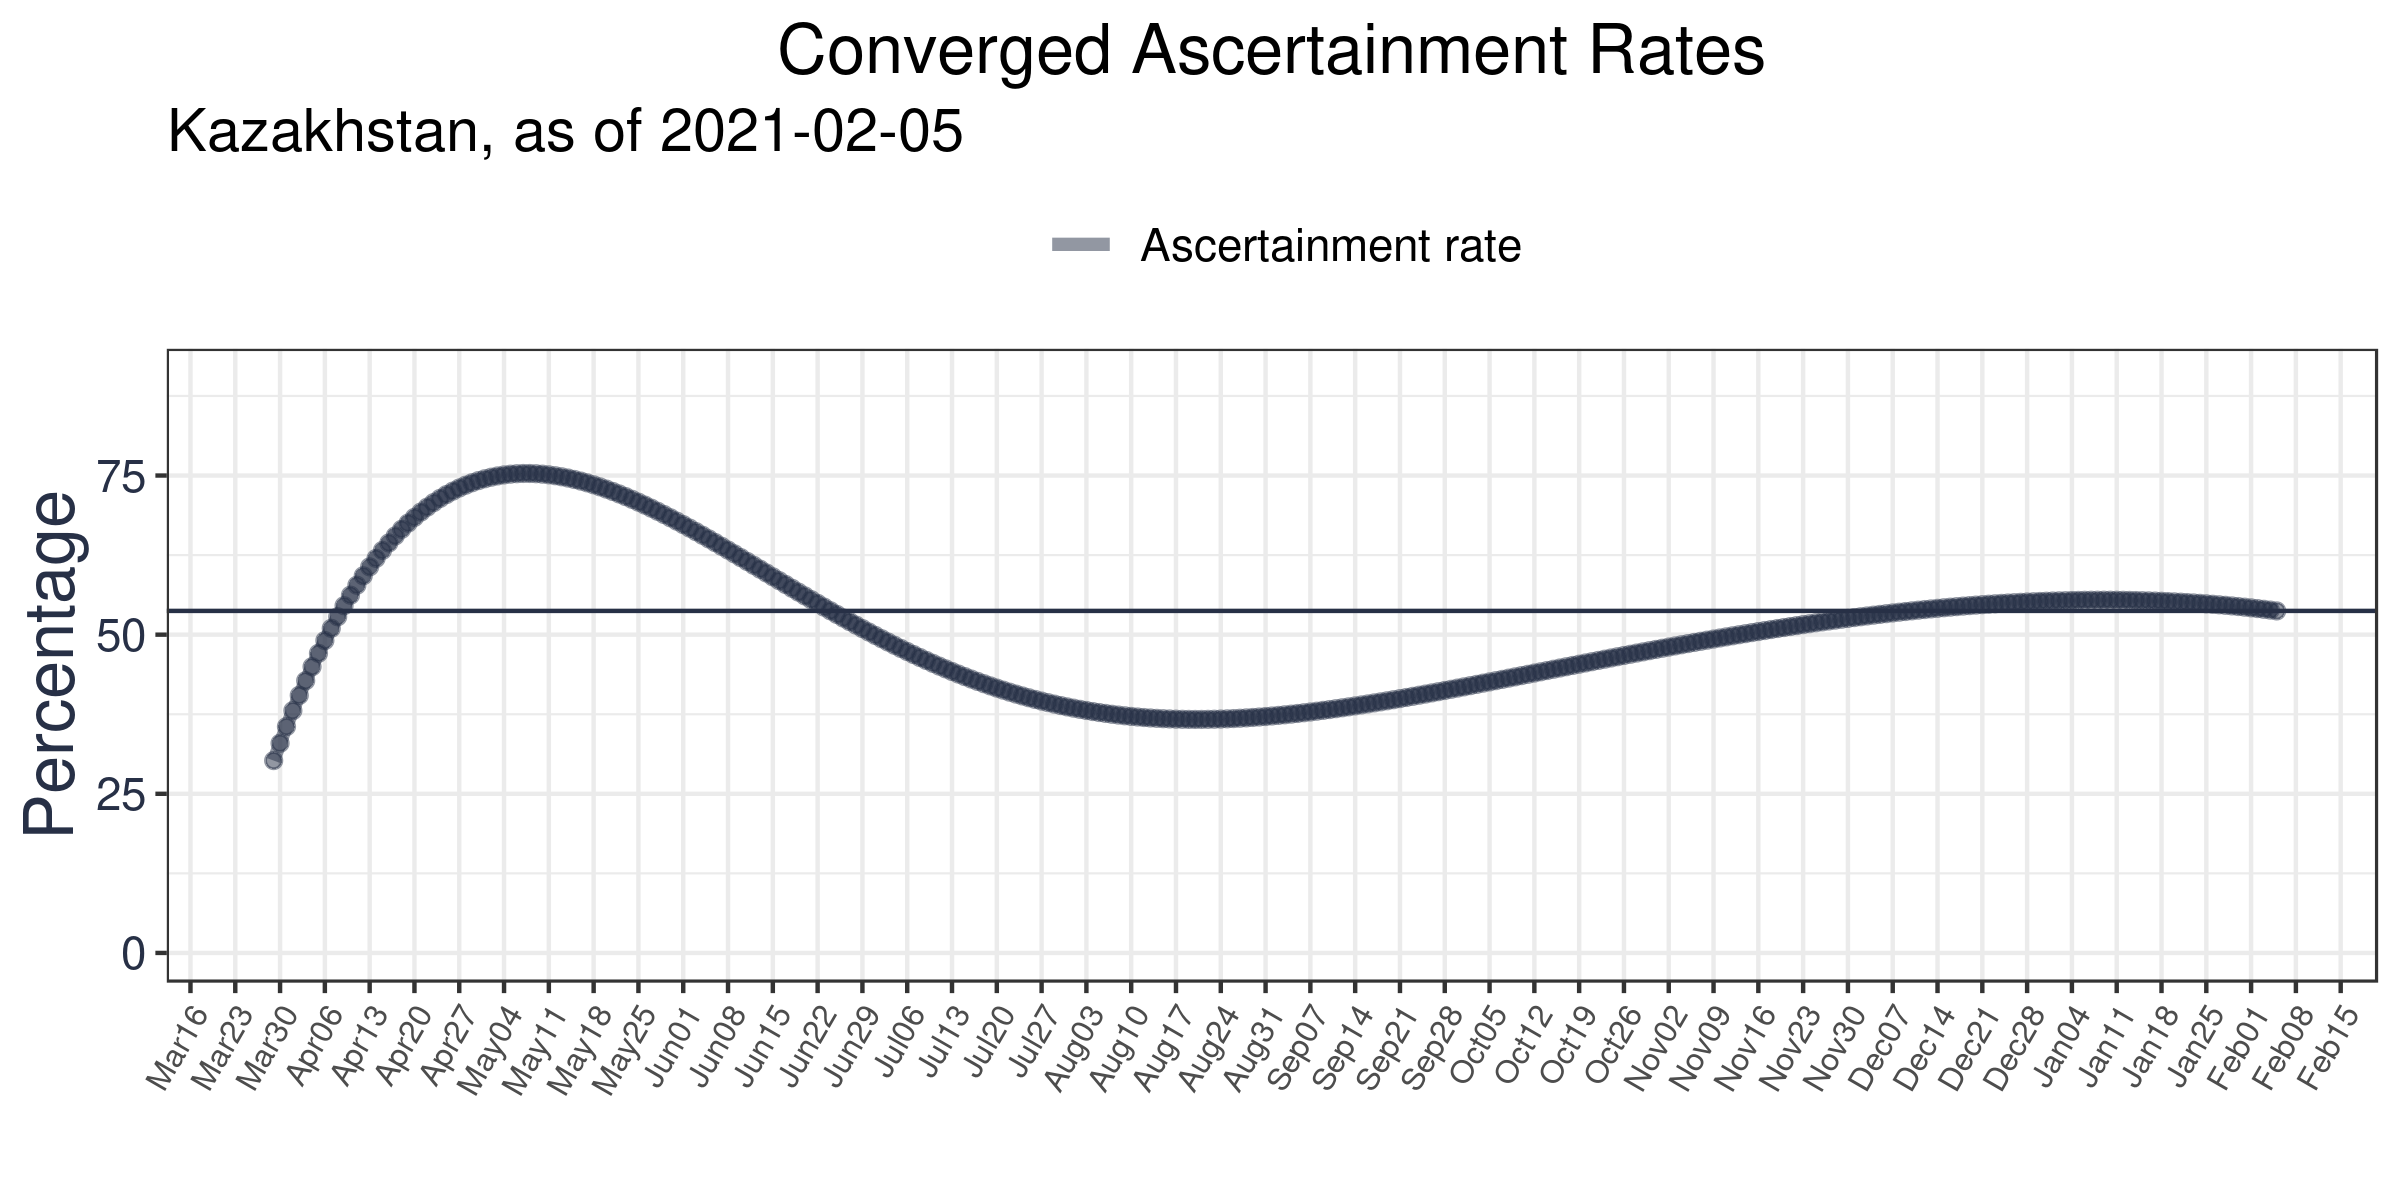 Converged Ascertainment Rates
Kazakhstan, as of 2021-02-05
Ascertainment rate
Percentage
75
50
25
0
Mar16 Mar23 Mar30 Apr06 Apr13 Apr20 Apr27 May04 May11 May18 May25 Jun01 Jun08 Jun15 Jun22 Jun29 Jul06 Jul13 Jul20 Jul27 Aug03 Aug10 Aug17 Aug24 Aug31 Sep07 Sep14 Sep21 Sep28 Oct05 Oct12 Oct19 Oct26 Nov02 Nov09 Nov16 Nov23 Nov30 Dec07 Dec14 Dec21 Dec28 Jan04 Jan11 Jan18 Jan25 Feb01 Feb08 Feb15